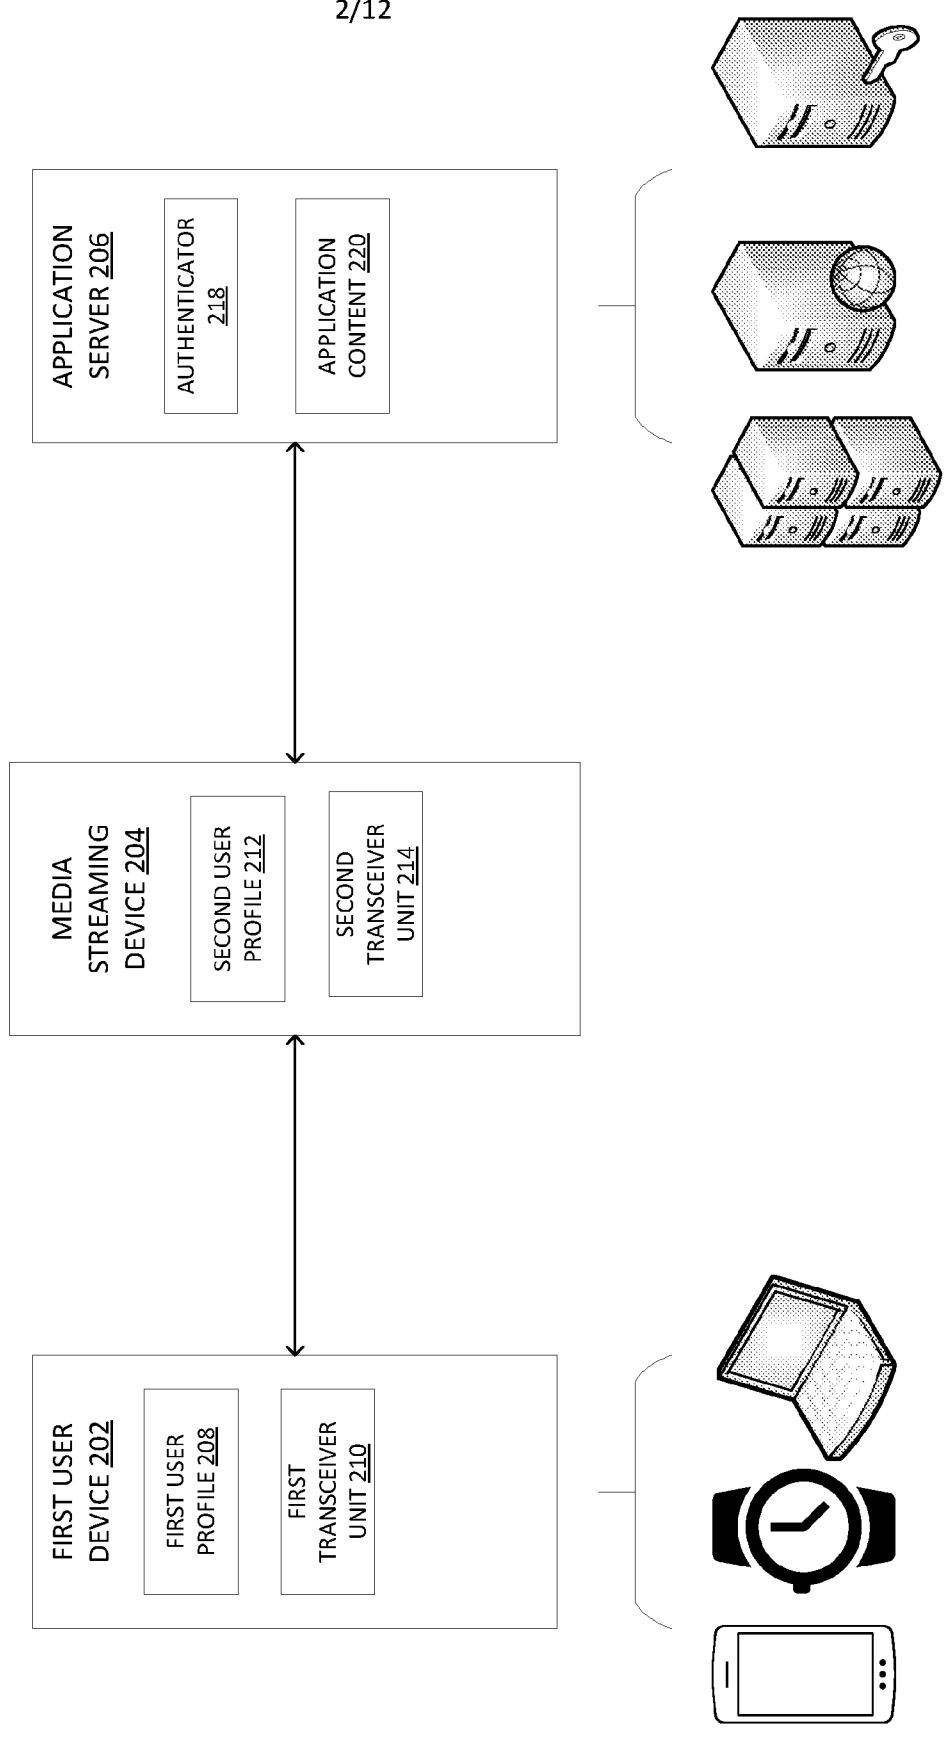 2/12
FIRST USER
DEVICE 202
FIRST USER
PROFILE 208
FIRST
TRANSCEIVER
UNIT 210
MEDIA
STREAMING
DEVICE 204
SECOND USER
PROFILE 212
SECOND
TRANSCEIVER
UNIT 214
APPLICATION
SERVER 206
AUTHENTICATOR
218
APPLICATION
CONTENT 220